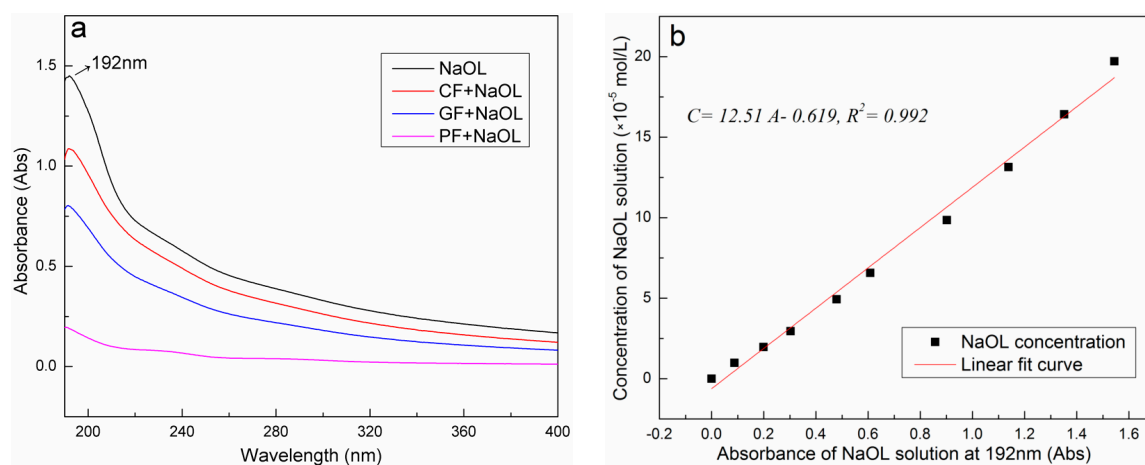 a
192nm
NaOL
CF+NaOL
GF+NaOL
PF+NaOL
1.5
1.0
0.5
0.0
Absorbance (Abs)
200 240 280 320 360 400
Wavelength (nm)
b
C= 12.51 A- 0.619, R²= 0.992
20
15
10
5
0
Concentration of NaOL solution (×10⁻⁵ mol/L)
NaOL concentration
Linear fit curve
-0.2 0.0 0.2 0.4 0.6 0.8 1.0 1.2 1.4 1.6
Absorbance of NaOL solution at 192nm (Abs)